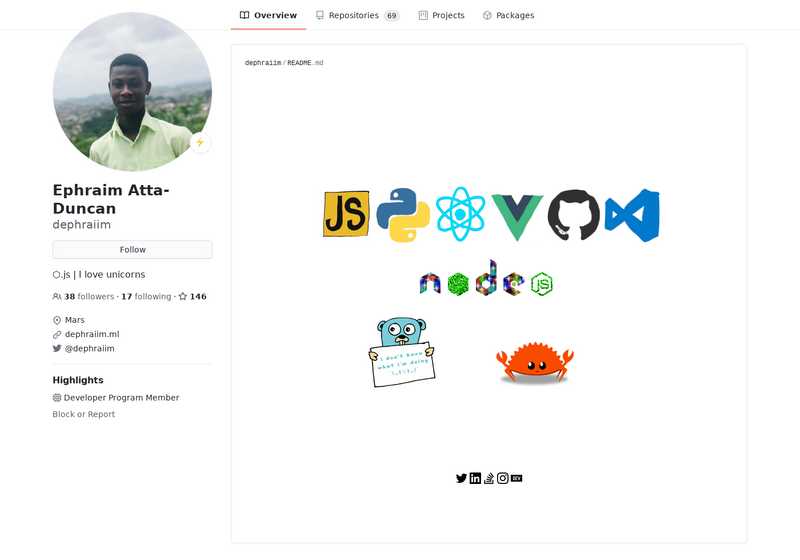 Overview
Repositories 69
Projects
Packages
Ephraim Atta-
Duncan
dephraiim
Follow
.js | I love unicorns
38 followers · 17 following · 146
Mars
dephraiim.ml
@dephraiim
Highlights
Developer Program Member
Block or Report
dephraiim / README.md
JS
node
JS
I don't know
what i'm doing
in
DEV